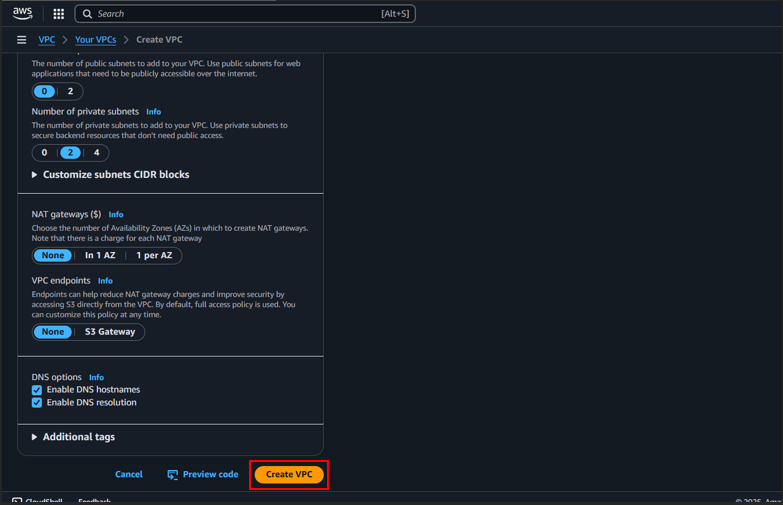 aws
Search [Alt+S]
VPC > Your VPCs > Create VPC
The number of public subnets to add to your VPC. Use public subnets for web
applications that need to be publicly accessible over the internet.
0 2
Number of private subnets Info
The number of private subnets to add to your VPC. Use private subnets to
secure backend resources that don't need public access.
0 2 4
Customize subnets CIDR blocks
NAT gateways ($) Info
Choose the number of Availability Zones (AZs) in which to create NAT gateways.
Note that there is a charge for each NAT gateway
None In 1 AZ 1 per AZ
VPC endpoints Info
Endpoints can help reduce NAT gateway charges and improve security by
accessing S3 directly from the VPC. By default, full access policy is used. You
can customize this policy at any time.
None S3 Gateway
DNS options Info
Enable DNS hostnames
Enable DNS resolution
Additional tags
Cancel Preview code Create VPC
CloudShell Feedback © 2025,